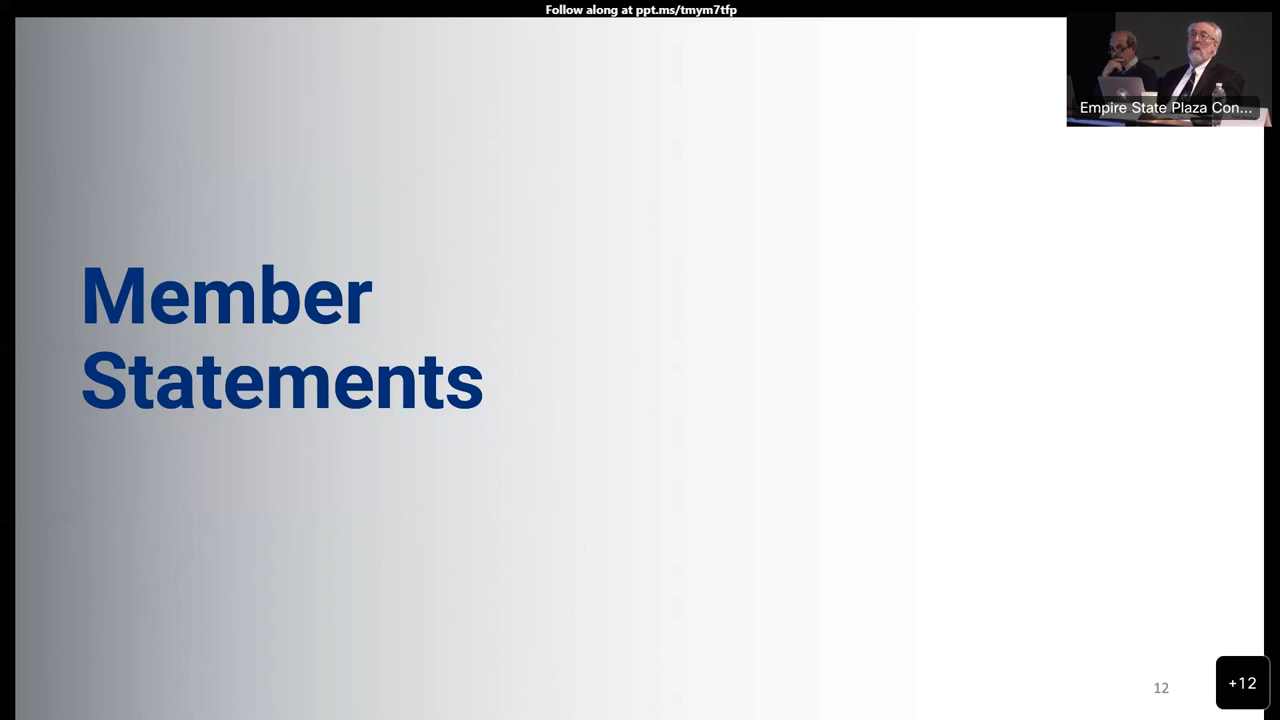 Follow along at ppt.ms/tmym7tfp
Empire State Plaza Con...
Member
Statements
12
+12